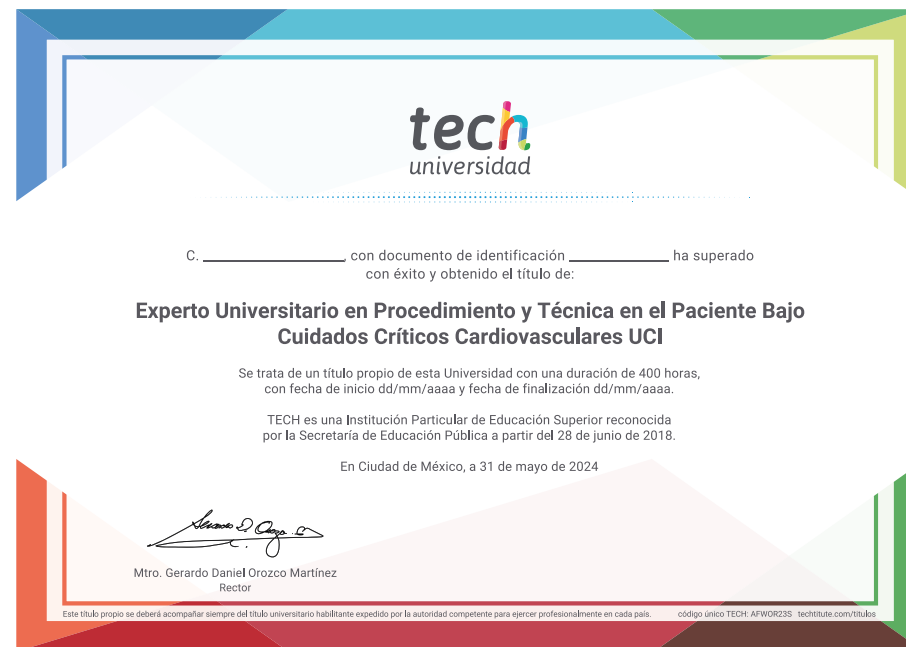 tech
universidad
C. ____________, con documento de identificación ____________ ha superado
con éxito y obtenido el título de:
Experto Universitario en Procedimiento y Técnica en el Paciente Bajo
Cuidados Críticos Cardiovasculares UCI
Se trata de un título propio de esta Universidad con una duración de 400 horas,
con fecha de inicio dd/mm/aaaa y fecha de finalización dd/mm/aaaa.
TECH es una Institución Particular de Educación Superior reconocida
por la Secretaría de Educación Pública a partir del 28 de junio de 2018.
En Ciudad de México, a 31 de mayo de 2024
Mtro. Gerardo Daniel Orozco Martínez
Rector
Este título propio se deberá acompañar siempre del título universitario habilitante expedido por la autoridad competente para ejercer profesionalmente en cada país. código único TECH: AFWOR23S techtitute.com/titulos